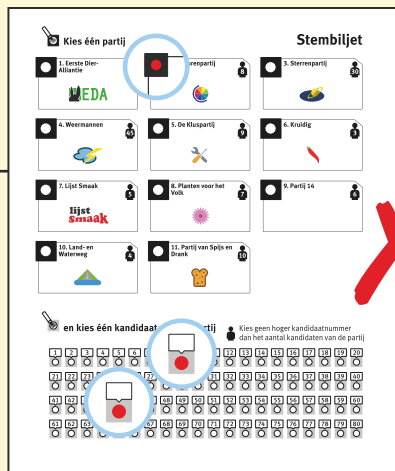 Kies één partij
Stembiljet
1. Eerste Dier-
Alliantie
EDA
renpartij
8
3. Sterrenpartij
30
4. Weermannen
45
5. De Kluspartij
9
6. Kruidig
3
7. Lijst Smaak
5
lijst
smaak
8. Planten voor het
Volk
7
9. Partij 14
6
10. Land- en
Waterweg
4
11. Partij van Spijs en
Drank
10
en kies één kandidaat
partij
Kies geen hoger kandidaatnummer
dan het aantal kandidaten van de partij
1 2 3 4 5 6 12 13 14 15 16 17 18 19 20
21 22 23 32 33 34 35 36 37 38 39 40
41 42 48 49 50 51 52 53 54 55 56 57 58 59 60
61 62 63 67 68 69 70 71 72 73 74 75 76 77 78 79 80